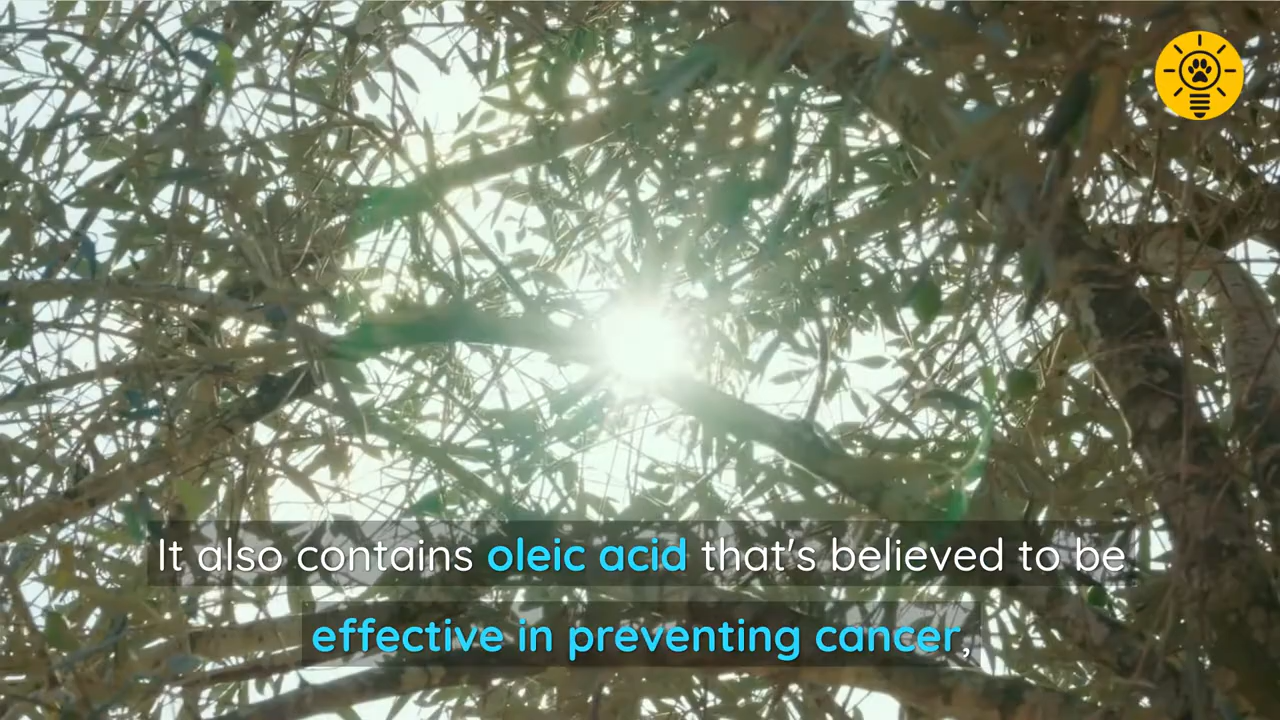 It also contains oleic acid that's believed to be
effective in preventing cancer,